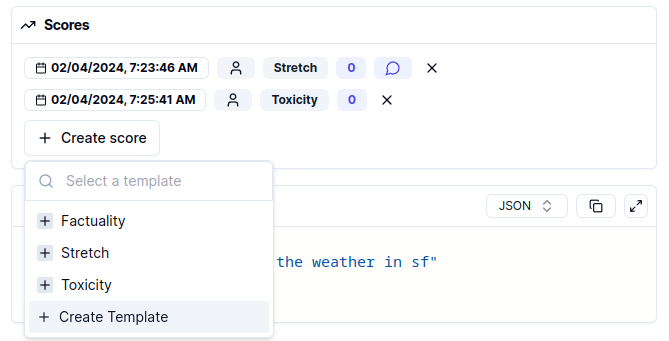 Scores
02/04/2024, 7:23:46 AM Stretch 0
02/04/2024, 7:25:41 AM Toxicity 0
Create score
Select a template
JSON
Factuality
Stretch
the weather in sf"
Toxicity
Create Template